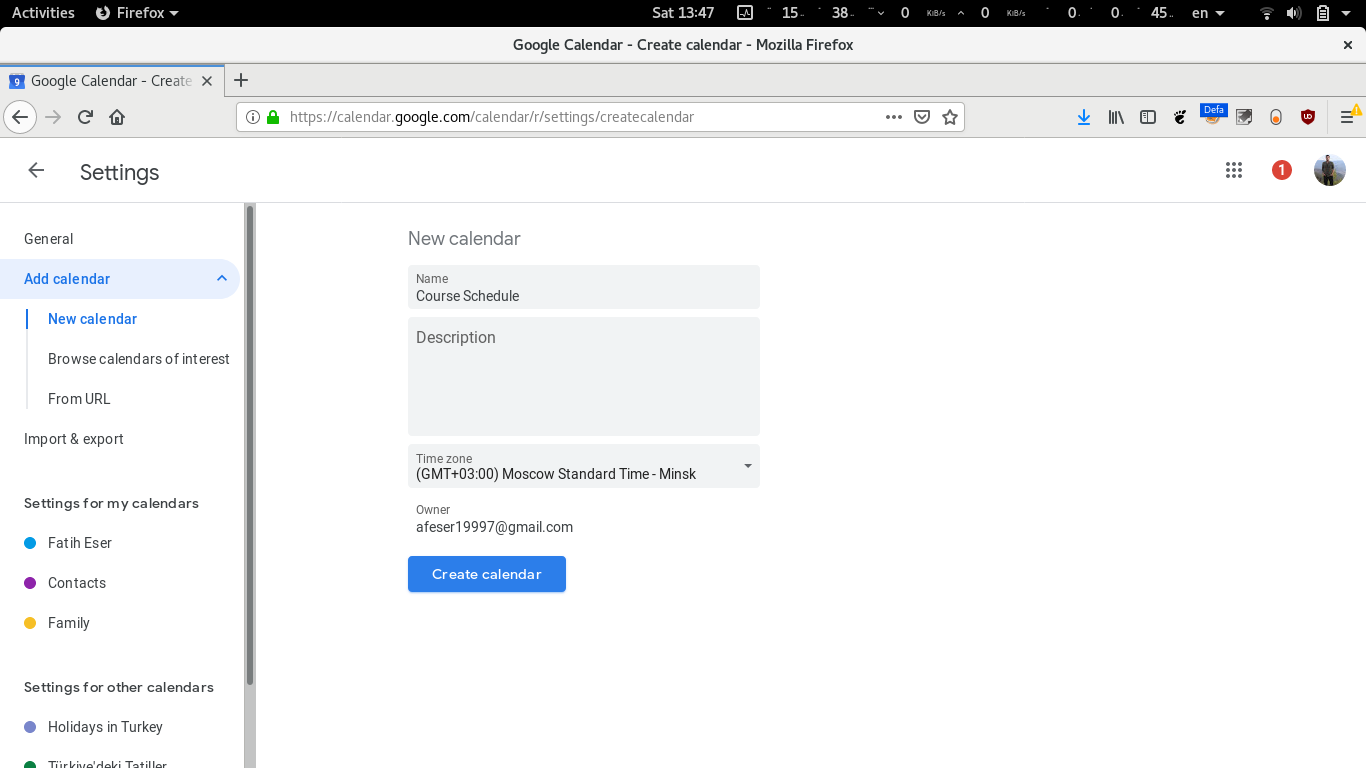 Activities Firefox Sat 13:47 15.. 38.. 0 KiB/s 0 KiB/s 0. 0. 45.. en
Google Calendar - Create calendar - Mozilla Firefox
Google Calendar - Create
https://calendar.google.com/calendar/r/settings/createcalendar
Defa
Settings
1
General
Add calendar
New calendar
Browse calendars of interest
From URL
Import & export
Settings for my calendars
Fatih Eser
Contacts
Family
Settings for other calendars
Holidays in Turkey
Türkiye'deki Tatiller
New calendar
Name
Course Schedule
Description
Time zone
(GMT+03:00) Moscow Standard Time - Minsk
Owner
afeser19997@gmail.com
Create calendar